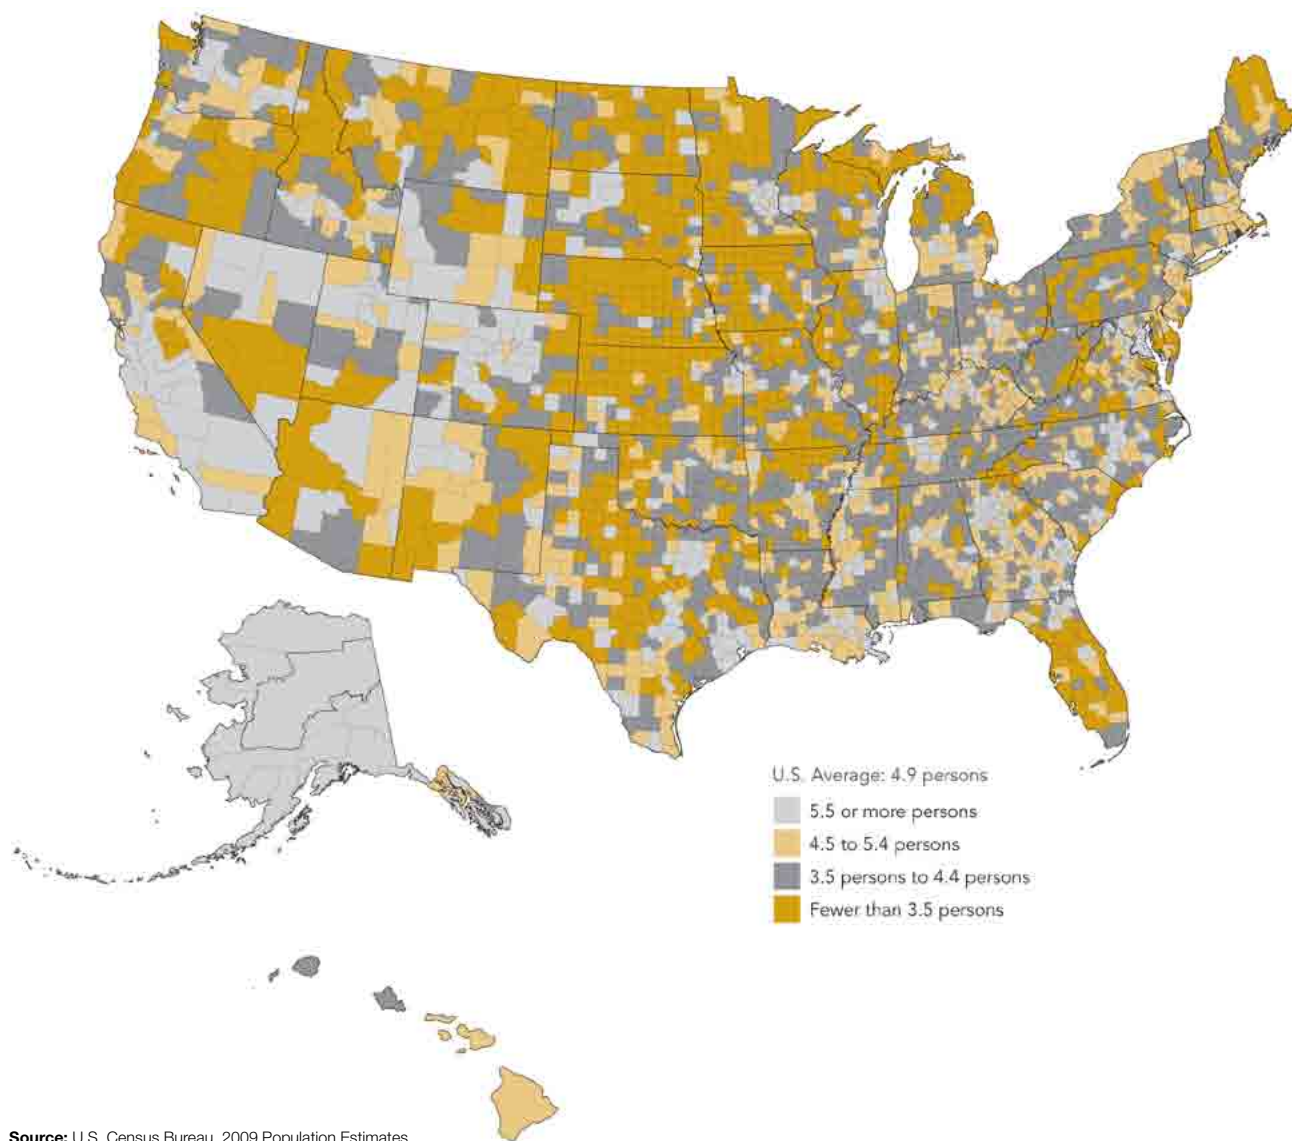 U.S. Average: 4.9 persons
5.5 or more persons
4.5 to 5.4 persons
3.5 persons to 4.4 persons
Fewer than 3.5 persons
Source: U.S. Census Bureau, 2009 Population Estimates